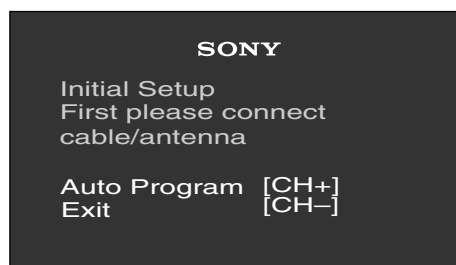 SONY
Initial Setup
First please connect
cable/antenna
Auto Program [CH+]
Exit [CH–]